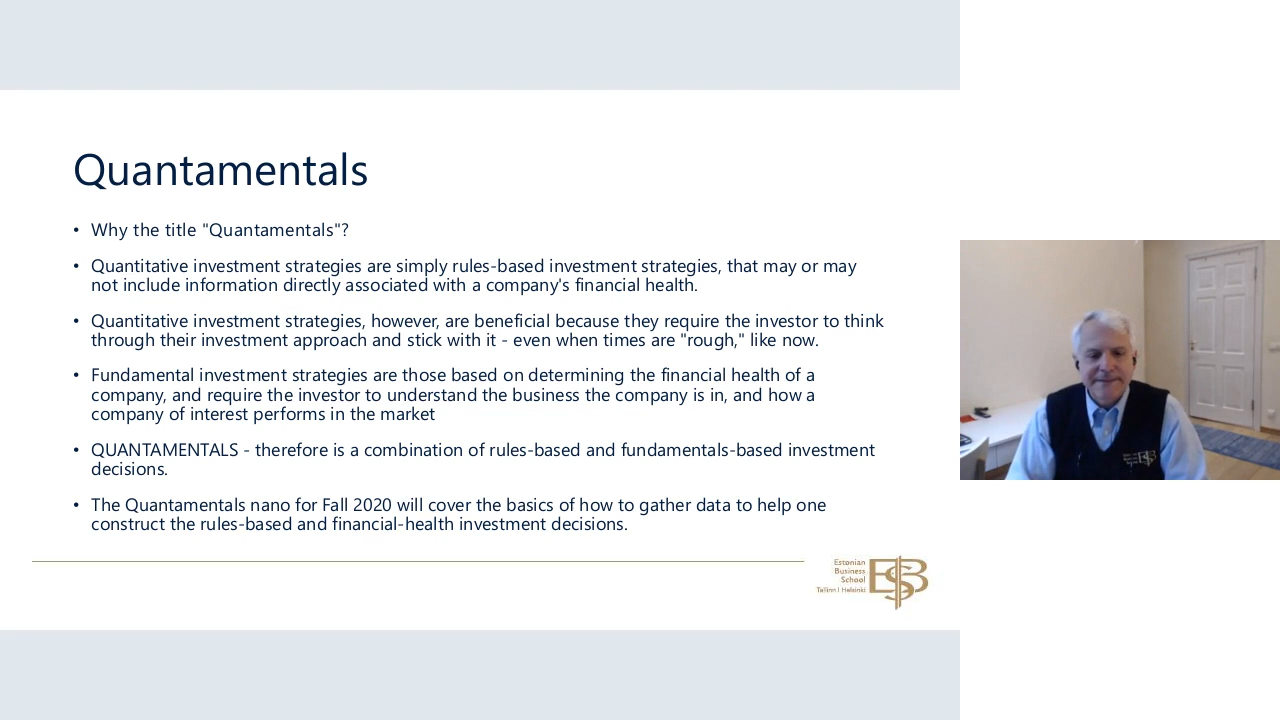 Quantamentals
• Why the title "Quantamentals"?
• Quantitative investment strategies are simply rules-based investment strategies, that may or may
not include information directly associated with a company's financial health.
• Quantitative investment strategies, however, are beneficial because they require the investor to think
through their investment approach and stick with it - even when times are "rough," like now.
• Fundamental investment strategies are those based on determining the financial health of a
company, and require the investor to understand the business the company is in, and how a
company of interest performs in the market
• QUANTAMENTALS - therefore is a combination of rules-based and fundamentals-based investment
decisions.
• The Quantamentals nano for Fall 2020 will cover the basics of how to gather data to help one
construct the rules-based and financial-health investment decisions.
Estonian
Business
School
Tallinn I Helsinki
EBS